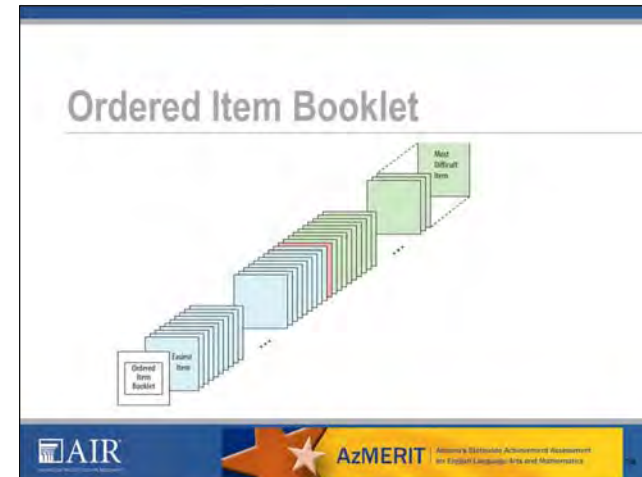 Ordered Item Booklet
Most
Difficult
Item
...
...
Easiest
Item
Ordered
Item
Booklet
AIR
AzMERIT
Arizona's Statewide Achievement Assessment
for English Language Arts and Mathematics